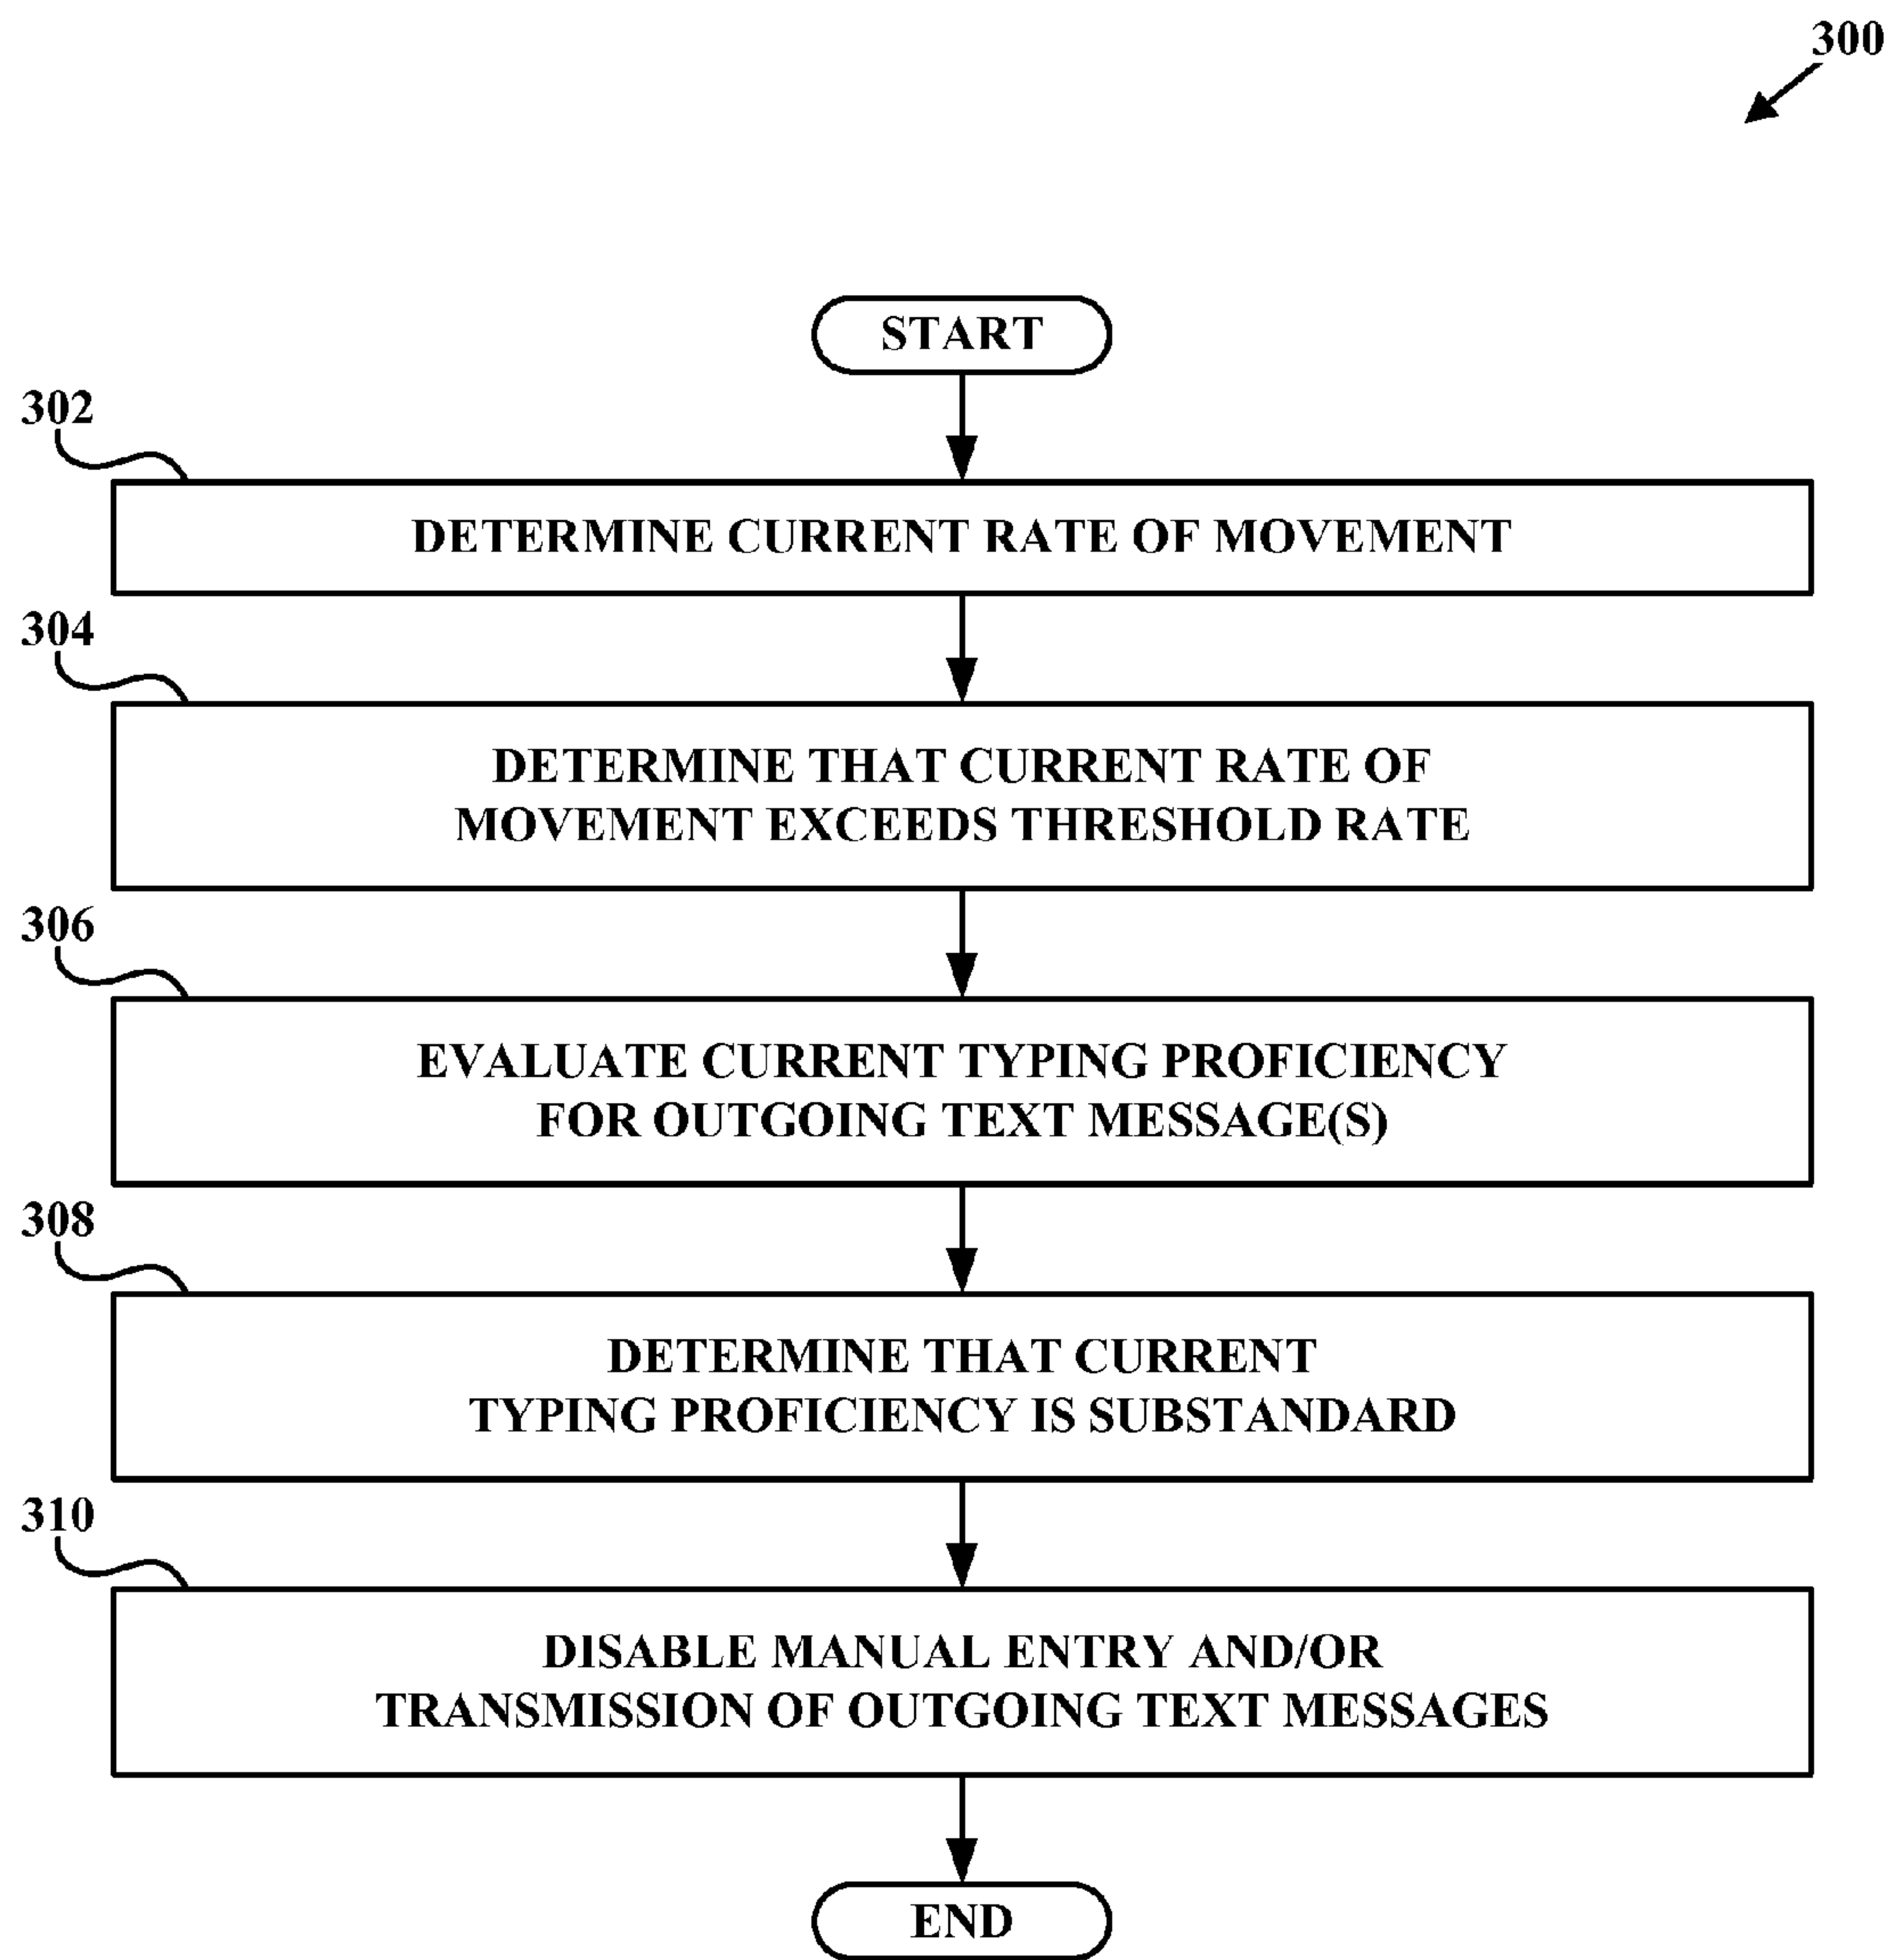 300
START
302
DETERMINE CURRENT RATE OF MOVEMENT
304
DETERMINE THAT CURRENT RATE OF
MOVEMENT EXCEEDS THRESHOLD RATE
306
EVALUATE CURRENT TYPING PROFICIENCY
FOR OUTGOING TEXT MESSAGE(S)
308
DETERMINE THAT CURRENT
TYPING PROFICIENCY IS SUBSTANDARD
310
DISABLE MANUAL ENTRY AND/OR
TRANSMISSION OF OUTGOING TEXT MESSAGES
END